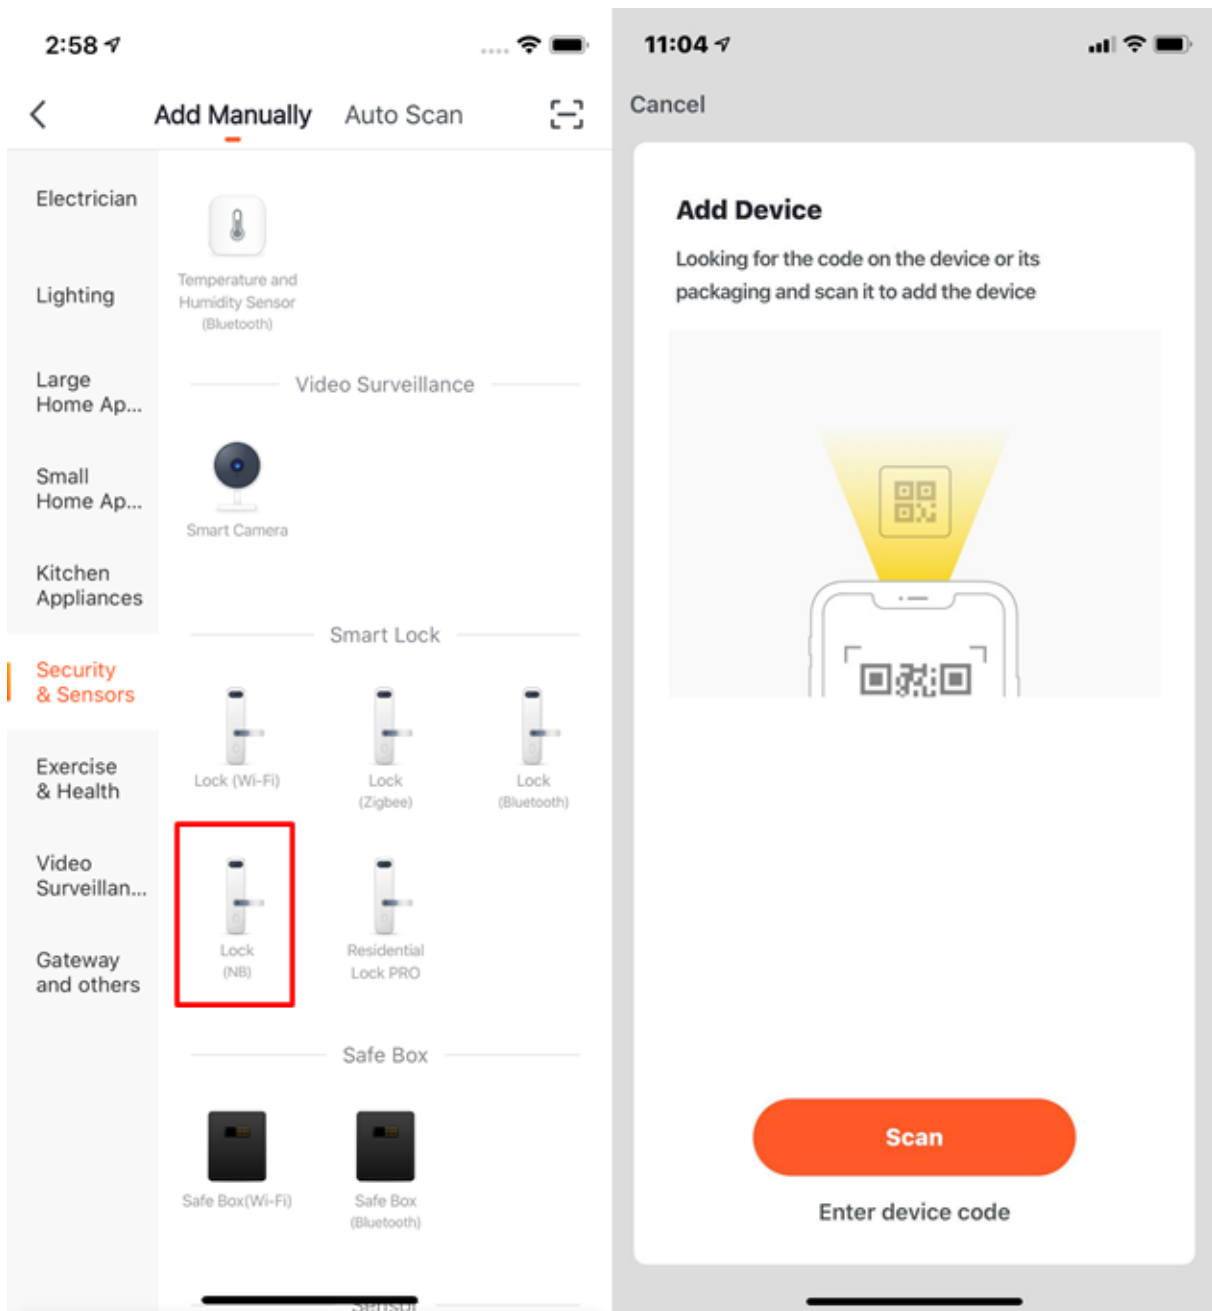 2:58
Add Manually
Auto Scan
Electrician
Lighting
Large
Home Ap...
Small
Home Ap...
Kitchen
Appliances
Security
& Sensors
Exercise
& Health
Video
Surveillan...
Gateway
and others
Temperature and
Humidity Sensor
(Bluetooth)
Video Surveillance
Smart Camera
Smart Lock
Lock (Wi-Fi)
Lock
(Zigbee)
Lock
(Bluetooth)
Lock
(NB)
Residential
Lock PRO
Safe Box
Safe Box(Wi-Fi)
Safe Box
(Bluetooth)
Sensor
11:04
Cancel
Add Device
Looking for the code on the device or its
packaging and scan it to add the device
Scan
Enter device code